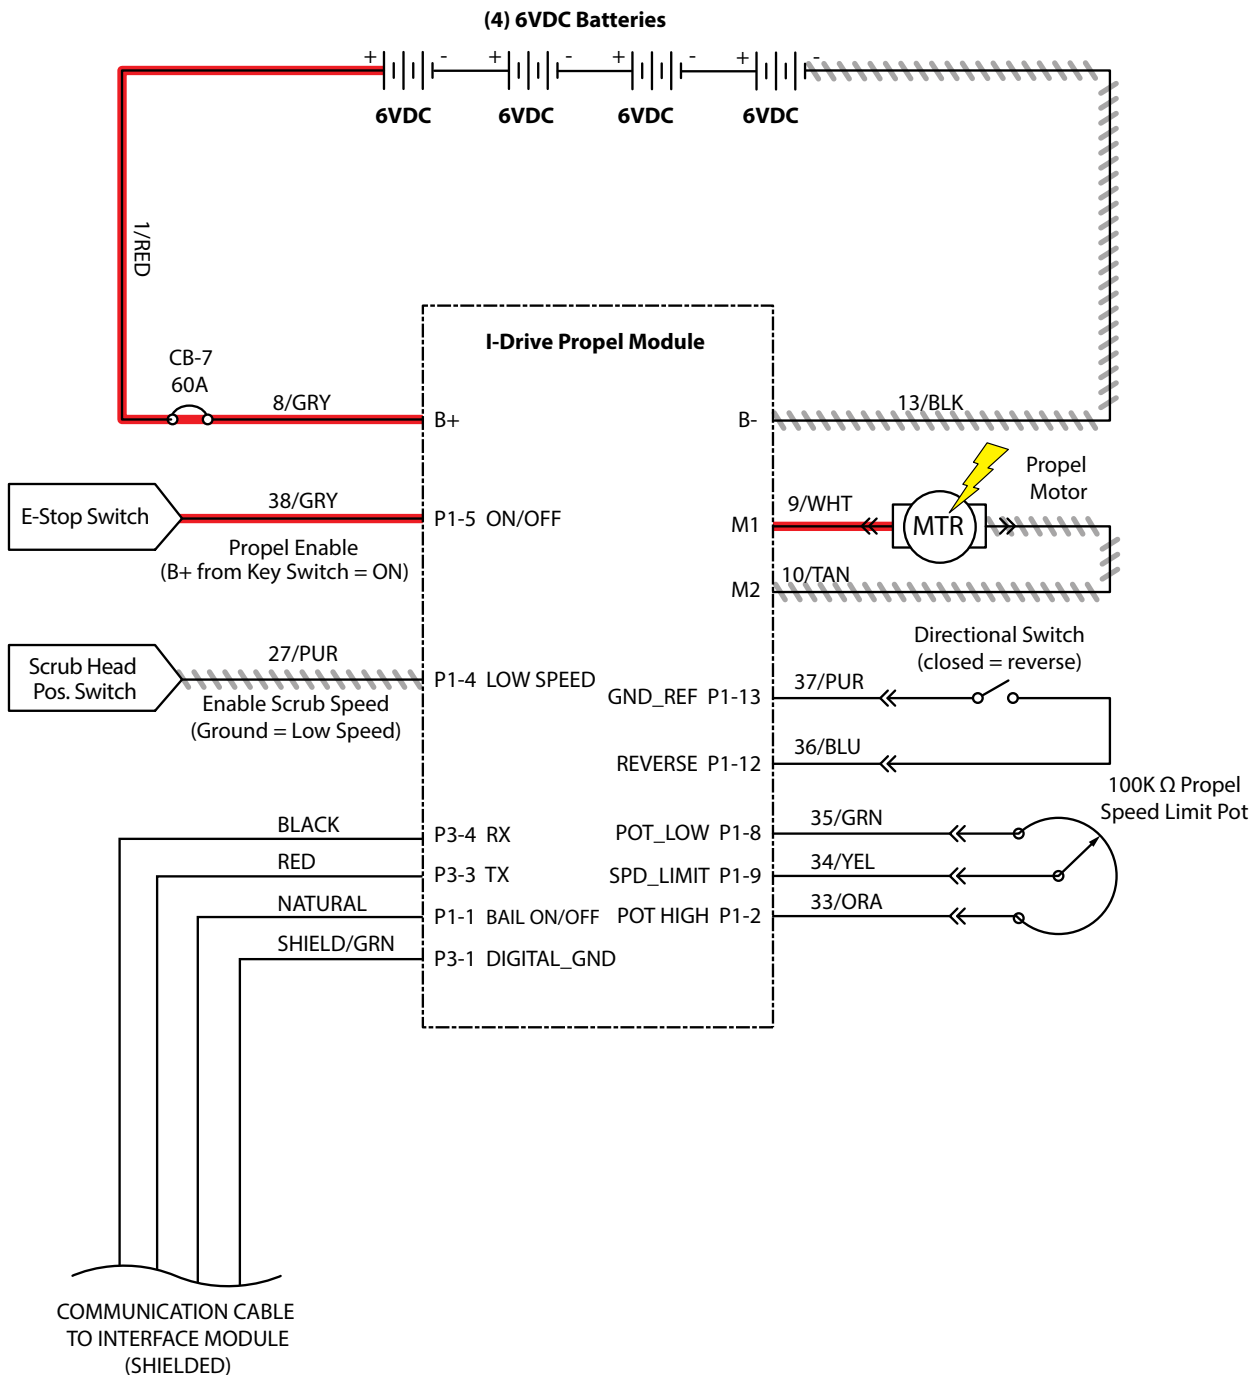 (4) 6VDC Batteries
+ - + - + - + -
6VDC 6VDC 6VDC 6VDC
1/RED
I-Drive Propel Module
CB-7
60A
8/GRY
B+
B-
13/BLK
E-Stop Switch
38/GRY
P1-5 ON/OFF
Propel Enable
(B+ from Key Switch = ON)
Propel
Motor
9/WHT
M1
MTR
10/TAN
M2
Scrub Head
Pos. Switch
27/PUR
P1-4 LOW SPEED
Enable Scrub Speed
(Ground = Low Speed)
Directional Switch
(closed = reverse)
GND_REF P1-13
37/PUR
REVERSE P1-12
36/BLU
100K Ω Propel
Speed Limit Pot
BLACK
P3-4 RX
POT_LOW P1-8
35/GRN
RED
P3-3 TX
SPD_LIMIT P1-9
34/YEL
NATURAL
P1-1 BAIL ON/OFF
POT HIGH P1-2
33/ORA
SHIELD/GRN
P3-1 DIGITAL_GND
COMMUNICATION CABLE
TO INTERFACE MODULE
(SHIELDED)